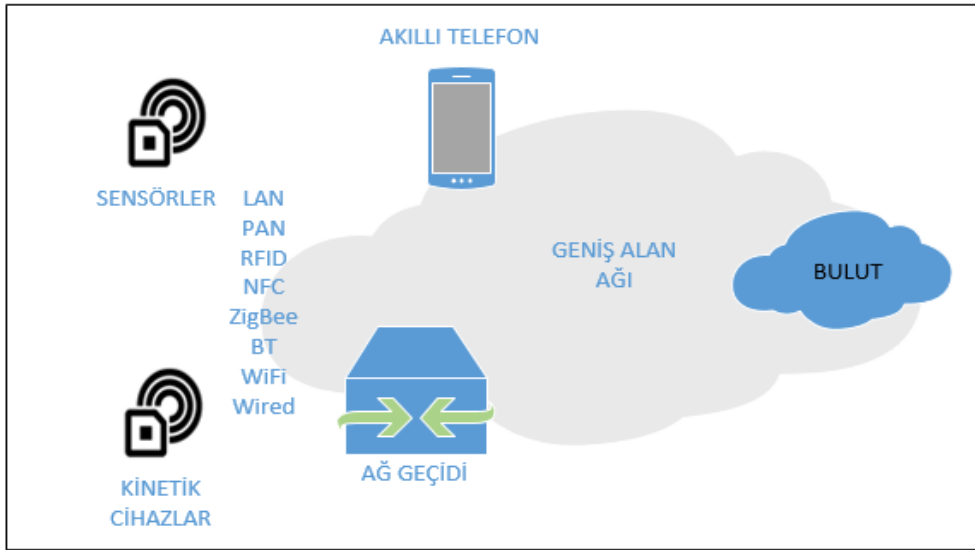 AKILLI TELEFON
SENSÖRLER
LAN
PAN
RFID
NFC
ZigBee
BT
WiFi
Wired
GENİŞ ALAN
AĞI
BULUT
AĞ GEÇİDİ
KİNETİK
CİHAZLAR